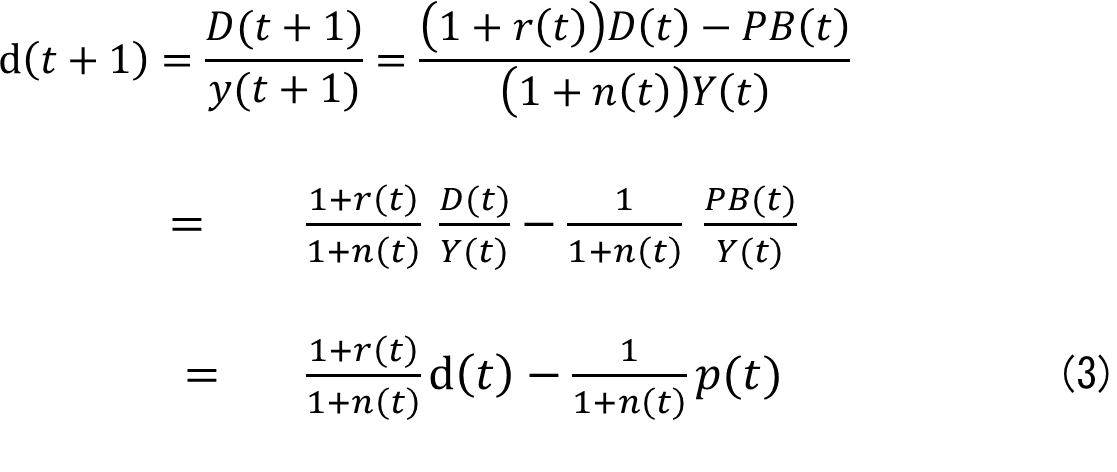 d(t + 1) = D(t + 1)/y(t + 1) = ((1 + r(t))D(t) − PB(t))/((1 + n(t))Y(t))
= (1+r(t))/(1+n(t)) D(t)/Y(t) − 1/(1+n(t)) PB(t)/Y(t)
= (1+r(t))/(1+n(t)) d(t) − 1/(1+n(t)) p(t) (3)